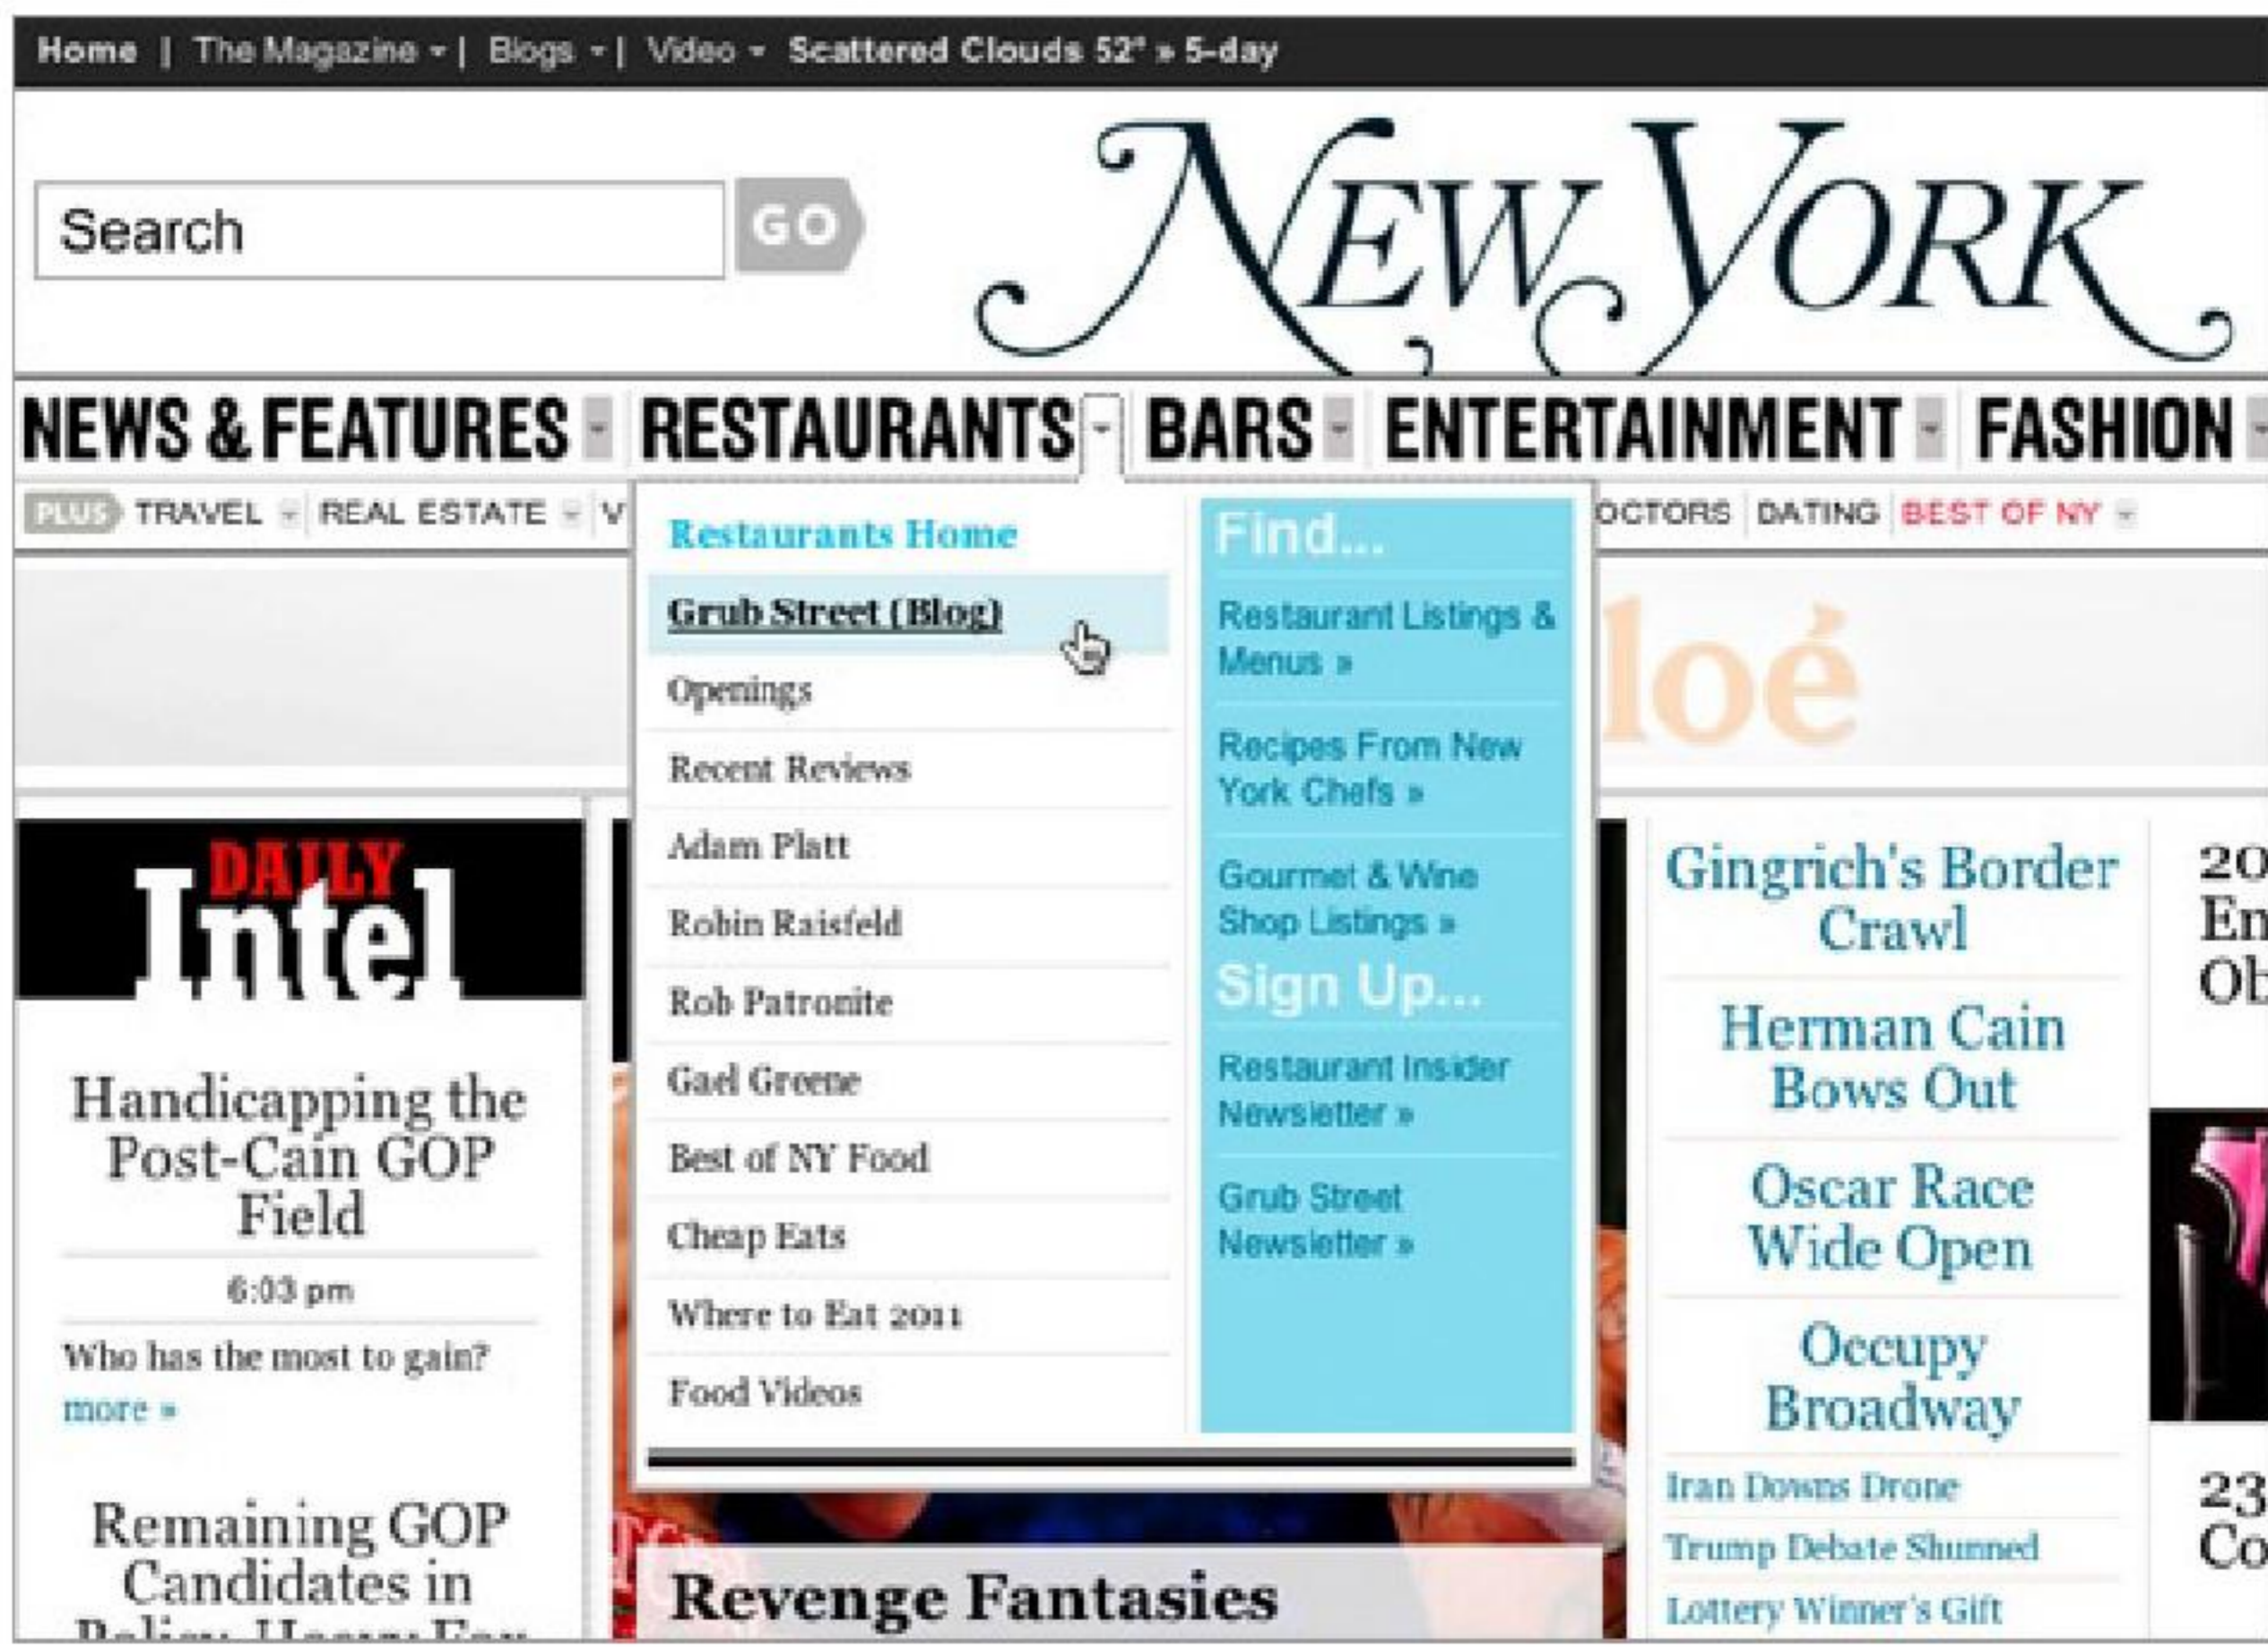 Home | The Magazine | Blogs | Video Scattered Clouds 52° » 5-day
Search
GO
NEW YORK
NEWS & FEATURES RESTAURANTS BARS ENTERTAINMENT FASHION
PLUS TRAVEL REAL ESTATE V
OCTORS DATING BEST OF NY
Restaurants Home
Grub Street (Blog)
Openings
Recent Reviews
Adam Platt
Robin Raisfeld
Rob Patronite
Gael Greene
Best of NY Food
Cheap Eats
Where to Eat 2011
Food Videos
Find...
Restaurant Listings &
Menus »
Recipes From New
York Chefs »
Gourmet & Wine
Shop Listings »
Sign Up...
Restaurant Insider
Newsletter »
Grub Street
Newsletter »
loé
DAILY
Intel
Handicapping the
Post-Cain GOP
Field
6:03 pm
Who has the most to gain?
more »
Remaining GOP
Candidates in
Revenge Fantasies
Gingrich's Border
Crawl
Herman Cain
Bows Out
Oscar Race
Wide Open
Occupy
Broadway
Iran Downs Drone
Trump Debate Shunned
Lottery Winner's Gift
20
En
Ob
23
Co